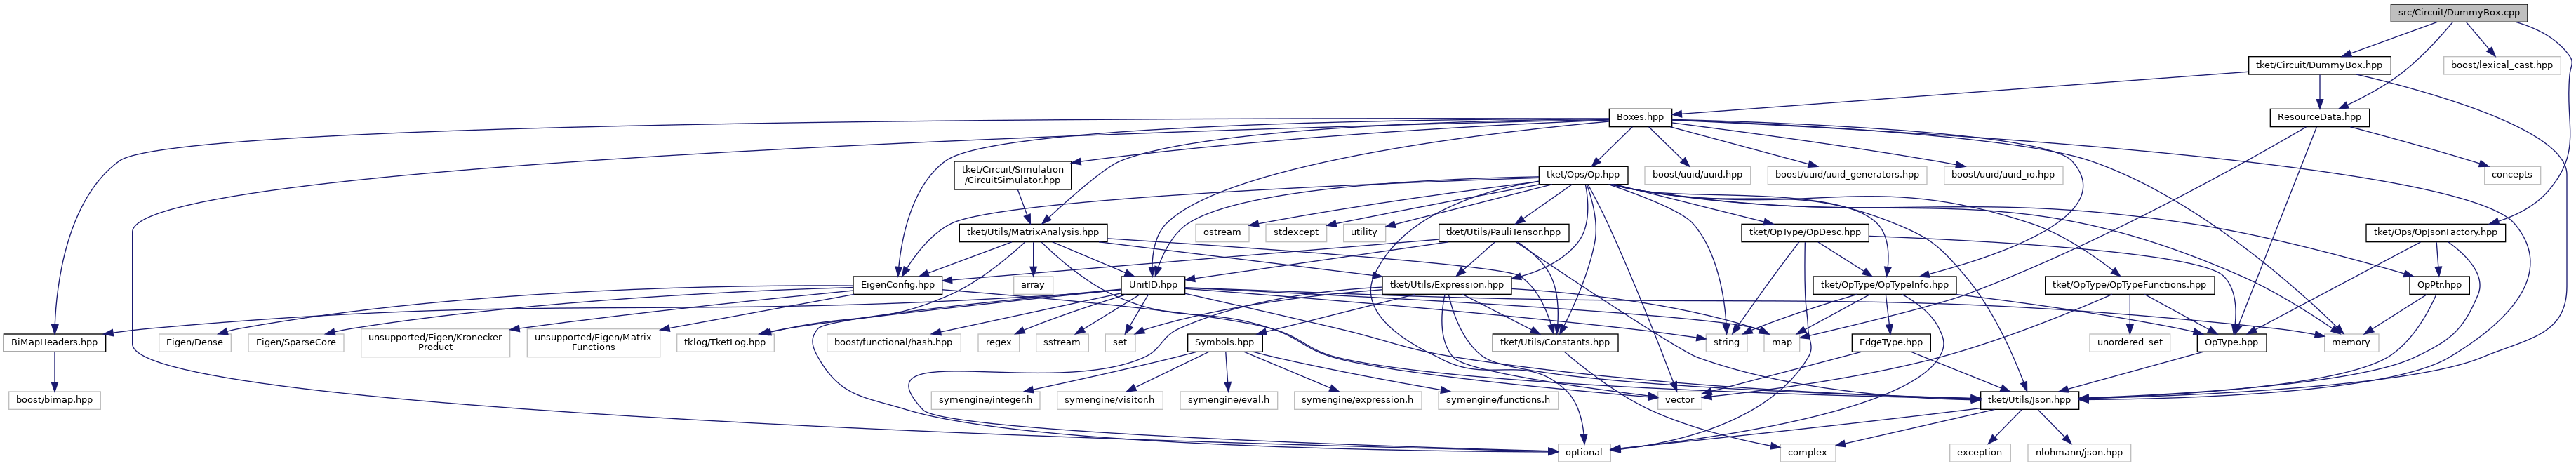 src/Circuit/DummyBox.cpp
tket/Circuit/DummyBox.hpp
boost/lexical_cast.hpp
Boxes.hpp
ResourceData.hpp
tket/Circuit/Simulation
/CircuitSimulator.hpp
tket/Ops/Op.hpp
boost/uuid/uuid.hpp
boost/uuid/uuid_generators.hpp
boost/uuid/uuid_io.hpp
concepts
tket/Utils/MatrixAnalysis.hpp
ostream
stdexcept
utility
tket/Utils/PauliTensor.hpp
tket/OpType/OpDesc.hpp
tket/Ops/OpJsonFactory.hpp
EigenConfig.hpp
array
UnitID.hpp
tket/Utils/Expression.hpp
tket/OpType/OpTypeInfo.hpp
tket/OpType/OpTypeFunctions.hpp
OpPtr.hpp
BiMapHeaders.hpp
Eigen/Dense
Eigen/SparseCore
unsupported/Eigen/Kronecker
Product
unsupported/Eigen/Matrix
Functions
tklog/TketLog.hpp
boost/functional/hash.hpp
regex
sstream
set
Symbols.hpp
tket/Utils/Constants.hpp
string
map
EdgeType.hpp
unordered_set
OpType.hpp
memory
boost/bimap.hpp
symengine/integer.h
symengine/visitor.h
symengine/eval.h
symengine/expression.h
symengine/functions.h
vector
tket/Utils/Json.hpp
optional
complex
exception
nlohmann/json.hpp